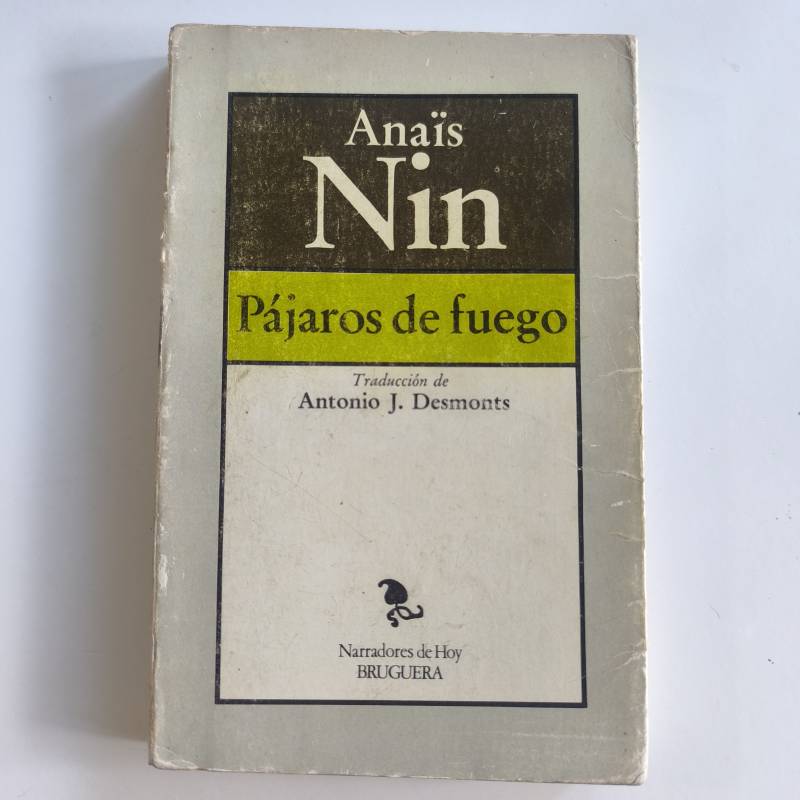 Anaïs
Nin
Pájaros de fuego
Traducción de
Antonio J. Desmonts
Narradores de Hoy
BRUGUERA